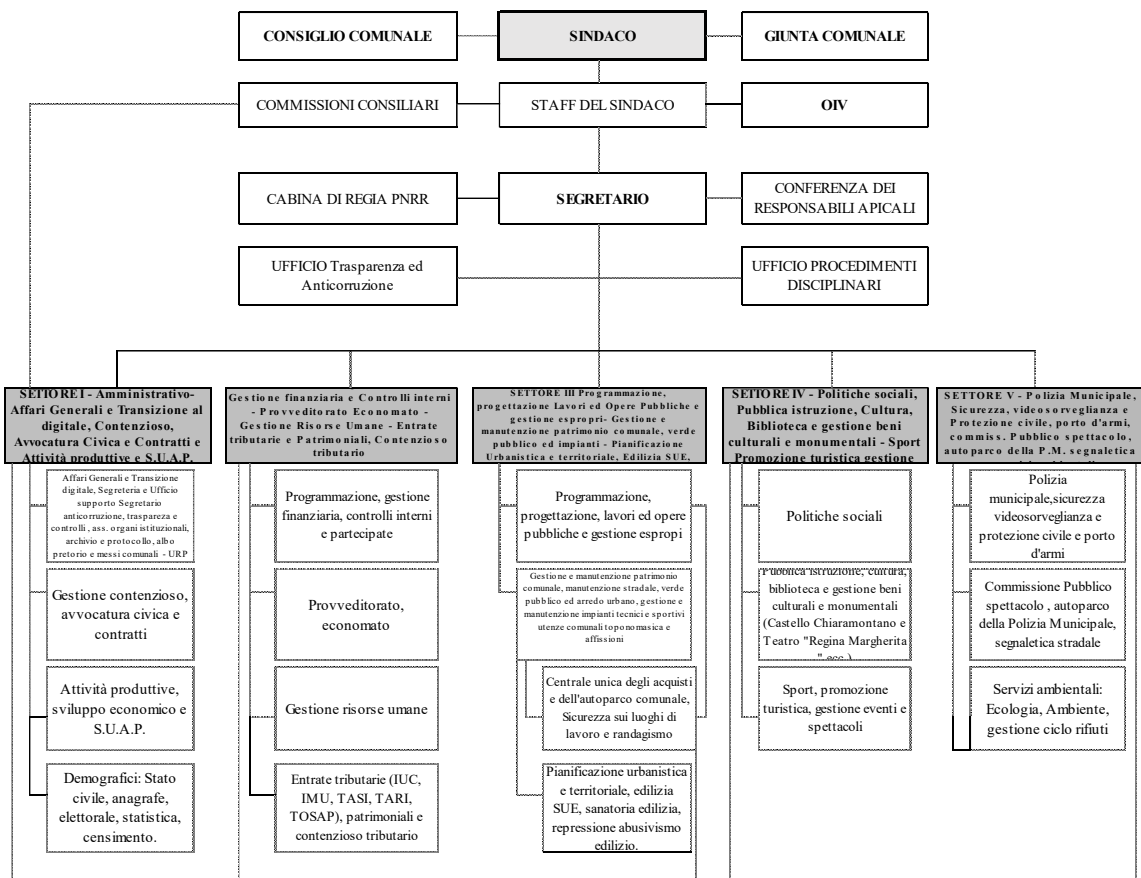 CONSIGLIO COMUNALE
SINDACO
GIUNTA COMUNALE
COMMISSIONI CONSILIARI
STAFF DEL SINDACO
OIV
CABINA DI REGIA PNRR
SEGRETARIO
CONFERENZA DEI
RESPONSABILI APICALI
UFFICIO Trasparenza ed
Anticorruzione
UFFICIO PROCEDIMENTI
DISCIPLINARI
SETTORE I - Amministrativo-
Affari Generali e Transizione al
digitale, Contenzioso,
Avvocatura Civica e Contratti e
Attività produttive e S.U.A.P.
Gestione finanziaria e Controlli interni
- Provveditorato Economato -
Gestione Risorse Umane - Entrate
tributarie e Patrimoniali, Contenzioso
tributario
SETTORE III Programmazione,
progettazione Lavori ed Opere Pubbliche e
gestione espropri- Gestione e
manutenzione patrimonio comunale, verde
pubblico ed impianti - Pianificazione
Urbanistica e territoriale, Edilizia SUE,
SETTORE IV - Politiche sociali,
Pubblica istruzione, Cultura,
Biblioteca e gestione beni
culturali e monumentali - Sport
Promozione turistica gestione
SETTORE V - Polizia Municipale,
Sicurezza, videosorveglianza e
Protezione civile, porto d'armi,
commiss. Pubblico spettacolo,
autoparco della P.M. segnaletica
Affari Generali e Transizione
digitale, Segreteria e Ufficio
supporto Segretario
anticorruzione, traspareza e
controlli , ass. organi istituzionali,
archivio e protocollo, albo
pretorio e messi comunali - URP
Gestione contenzioso,
avvocatura civica e
contratti
Attività produttive,
sviluppo economico e
S.U.A.P.
Demografici: Stato
civile, anagrafe,
elettorale, statistica,
censimento.
Programmazione, gestione
finanziaria, controlli interni
e partecipate
Provveditorato,
economato
Gestione risorse umane
Entrate tributarie (IUC,
IMU, TASI, TARI,
TOSAP), patrimoniali e
contenzioso tributario
Programmazione,
progettazione, lavori ed opere
pubbliche e gestione espropi
Gestione e manutenzione patrimonio
comunale, manutenzione stradale, verde
pubblico ed arredo urbano, gestione e
manutenzione impianti tecnici e sportivi
utenze comunali toponomasica e
affissioni
Centrale unica degli acquisti
e dell'autoparco comunale,
Sicurezza sui luoghi di
lavoro e randagismo
Pianificazione urbanistica
e territoriale, edilizia
SUE, sanatoria edilizia,
repressione abusivismo
edilizio.
Politiche sociali
Pubblica istruzione, cultura,
biblioteca e gestione beni
culturali e monumentali
(Castello Chiaramontano e
Teatro "Regina Margherita
" ecc.)
Sport, promozione
turistica, gestione eventi e
spettacoli
Polizia
municipale,sicurezza
videosorveglianza e
protezione civile e porto
d'armi
Commissione Pubblico
spettacolo , autoparco
della Polizia Municipale,
segnaletica stradale
Servizi ambientali:
Ecologia, Ambiente,
gestione ciclo rifiuti